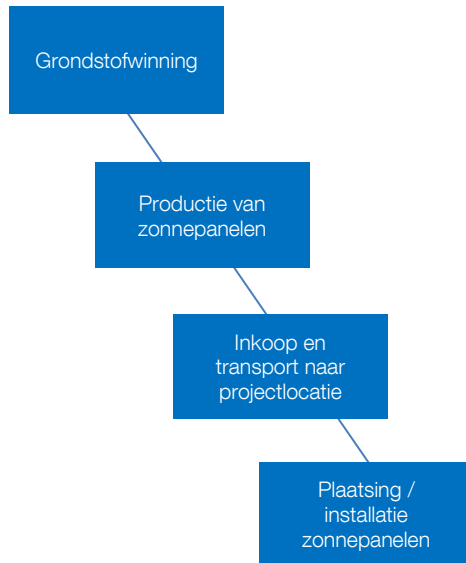 Grondstofwinning
Productie van
zonnepanelen
Inkoop en
transport naar
projectlocatie
Plaatsing /
installatie
zonnepanelen